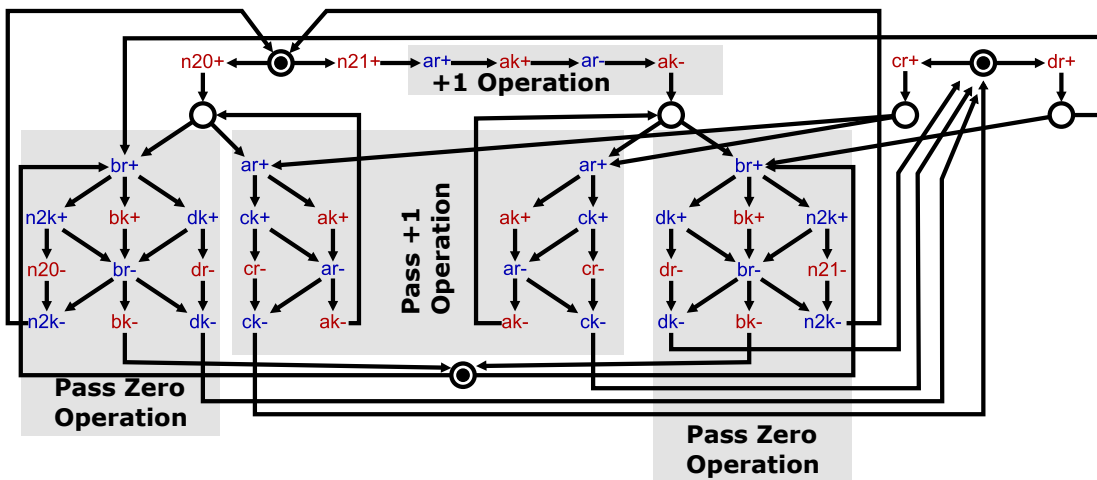 n20+ n21+ ar+ ak+ ar- ak- cr+ dr+
+1 Operation
br+ ar+ ar+ br+
n2k+ bk+ dk+ ck+ ak+ ak+ ck+ dk+ bk+ n2k+
n20- br- dr- cr- ar- ar- cr- dr- br- n21-
n2k- bk- dk- ck- ak- ak- ck- dk- bk- n2k-
Pass +1
Operation
Pass Zero
Operation
Pass Zero
Operation